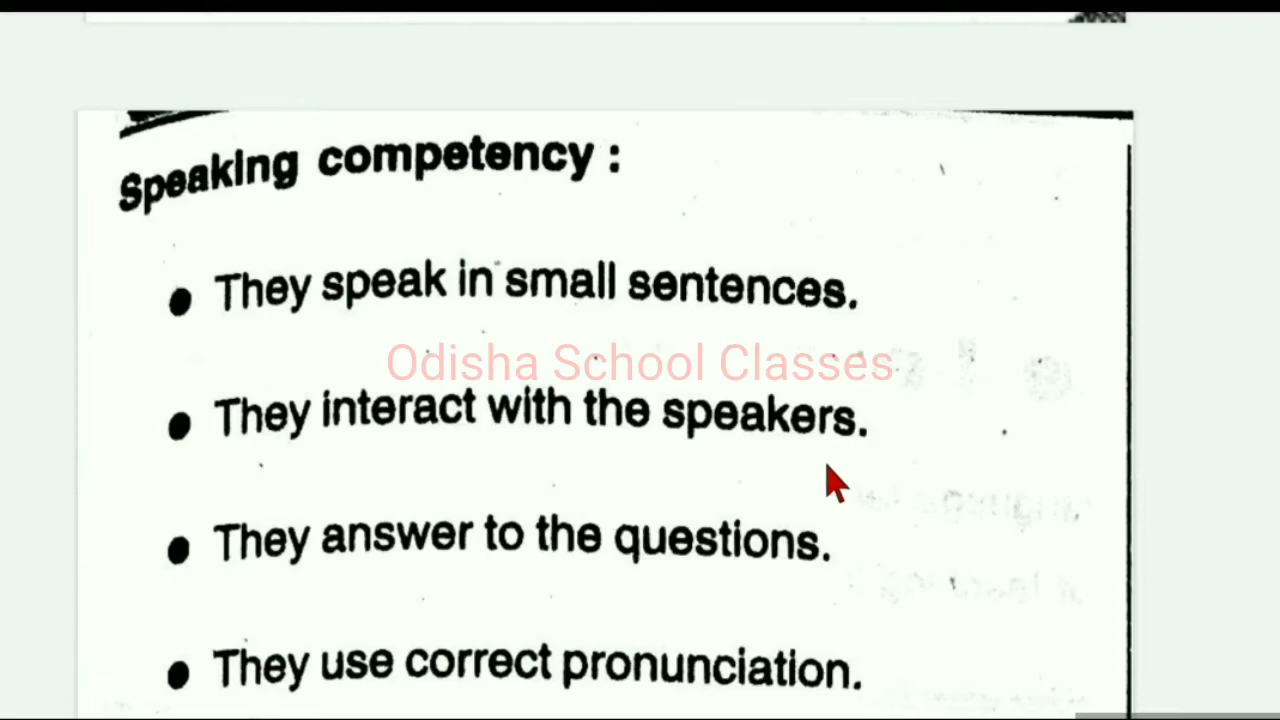 Speaking competency :
● They speak in small sentences.
Odisha School Classes
● They interact with the speakers.
● They answer to the questions.
● They use correct pronunciation.